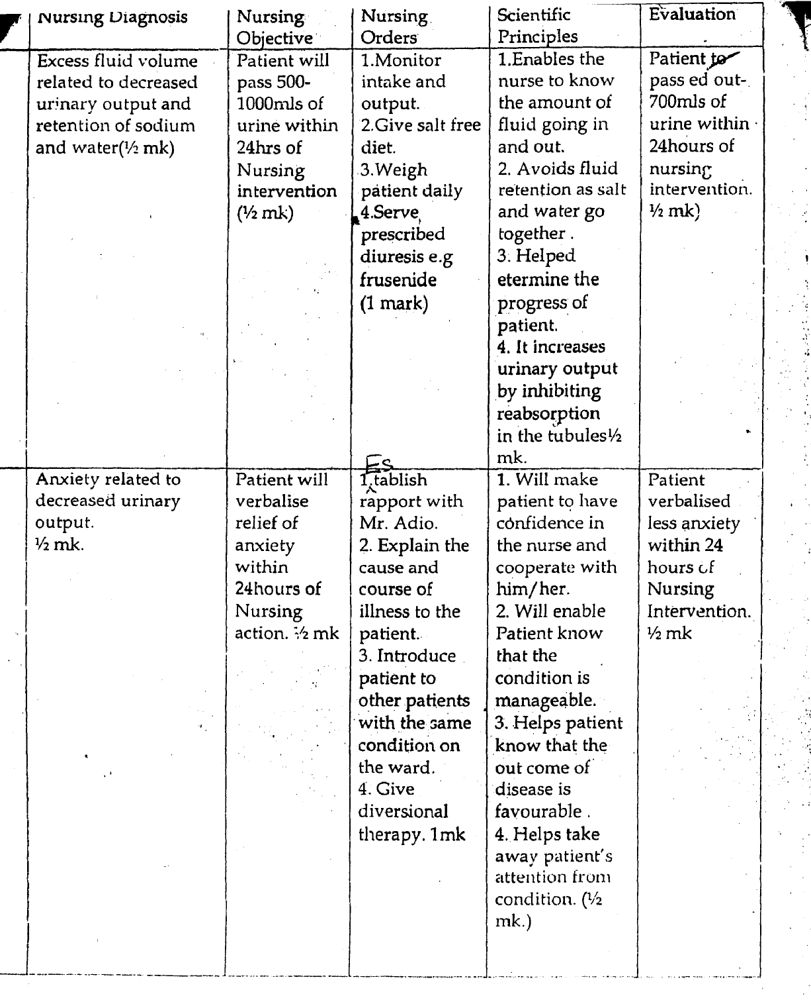 Nursing Diagnosis
Nursing
Objective
Nursing
Orders
Scientific
Principles
Evaluation
Excess fluid volume
related to decreased
urinary output and
retention of sodium
and water(½ mk)
Patient will
pass 500-
1000mls of
urine within
24hrs of
Nursing
intervention
(½ mk)
1.Monitor
intake and
output.
2.Give salt free
diet.
3.Weigh
patient daily
4.Serve
prescribed
diuresis e.g
frusenide
(1 mark)
1.Enables the
nurse to know
the amount of
fluid going in
and out.
2. Avoids fluid
retention as salt
and water go
together .
3. Helped
etermine the
progress of
patient.
4. It increases
urinary output
by inhibiting
reabsorption
in the tubules½
mk.
Patient to
pass ed out-
700mls of
urine within
24hours of
nursing
intervention.
½ mk)
Anxiety related to
decreased urinary
output.
½ mk.
Patient will
verbalise
relief of
anxiety
within
24hours of
Nursing
action. ½ mk
Es
1.tablish
rapport with
Mr. Adio.
2. Explain the
cause and
course of
illness to the
patient.
3. Introduce
patient to
other patients
with the same
condition on
the ward.
4. Give
diversional
therapy. 1mk
1. Will make
patient to have
confidence in
the nurse and
cooperate with
him/her.
2. Will enable
Patient know
that the
condition is
manageable.
3. Helps patient
know that the
out come of
disease is
favourable .
4. Helps take
away patient's
attention from
condition. (½
mk.)
Patient
verbalised
less anxiety
within 24
hours of
Nursing
Intervention.
½ mk